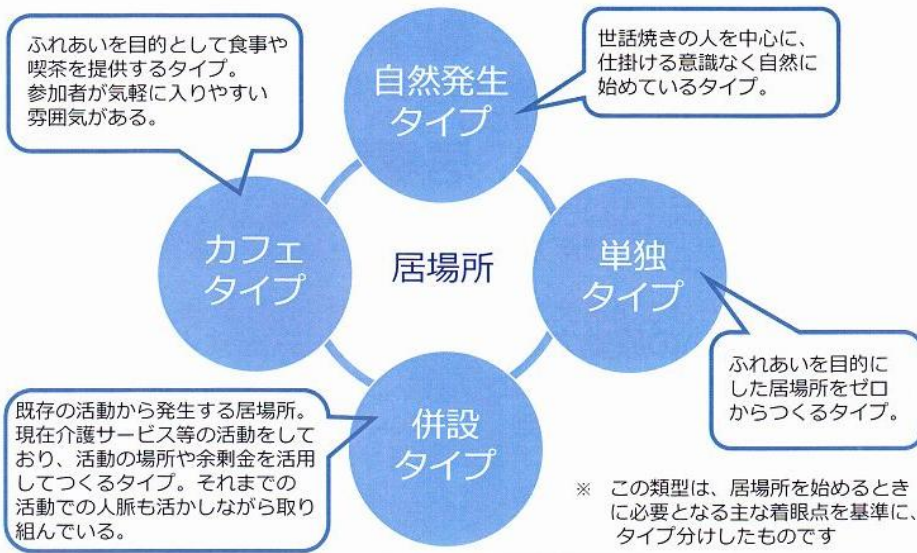 ふれあいを目的として食事や
喫茶を提供するタイプ。
参加者が気軽に入りやすい
雰囲気がある。
自然発生
タイプ
世話焼きの人を中心に、
仕掛ける意識なく自然に
始めているタイプ。
カフェ
タイプ
居場所
単独
タイプ
ふれあいを目的に
した居場所をゼロ
からつくるタイプ。
既存の活動から発生する居場所。
現在介護サービス等の活動をして
おり、活動の場所や余剰金を活用
してつくるタイプ。それまでの
活動での人脈も活かしながら取り
組んでいる。
併設
タイプ
※ この類型は、居場所を始めるとき
に必要となる主な着眼点を基準に、
タイプ分けしたものです